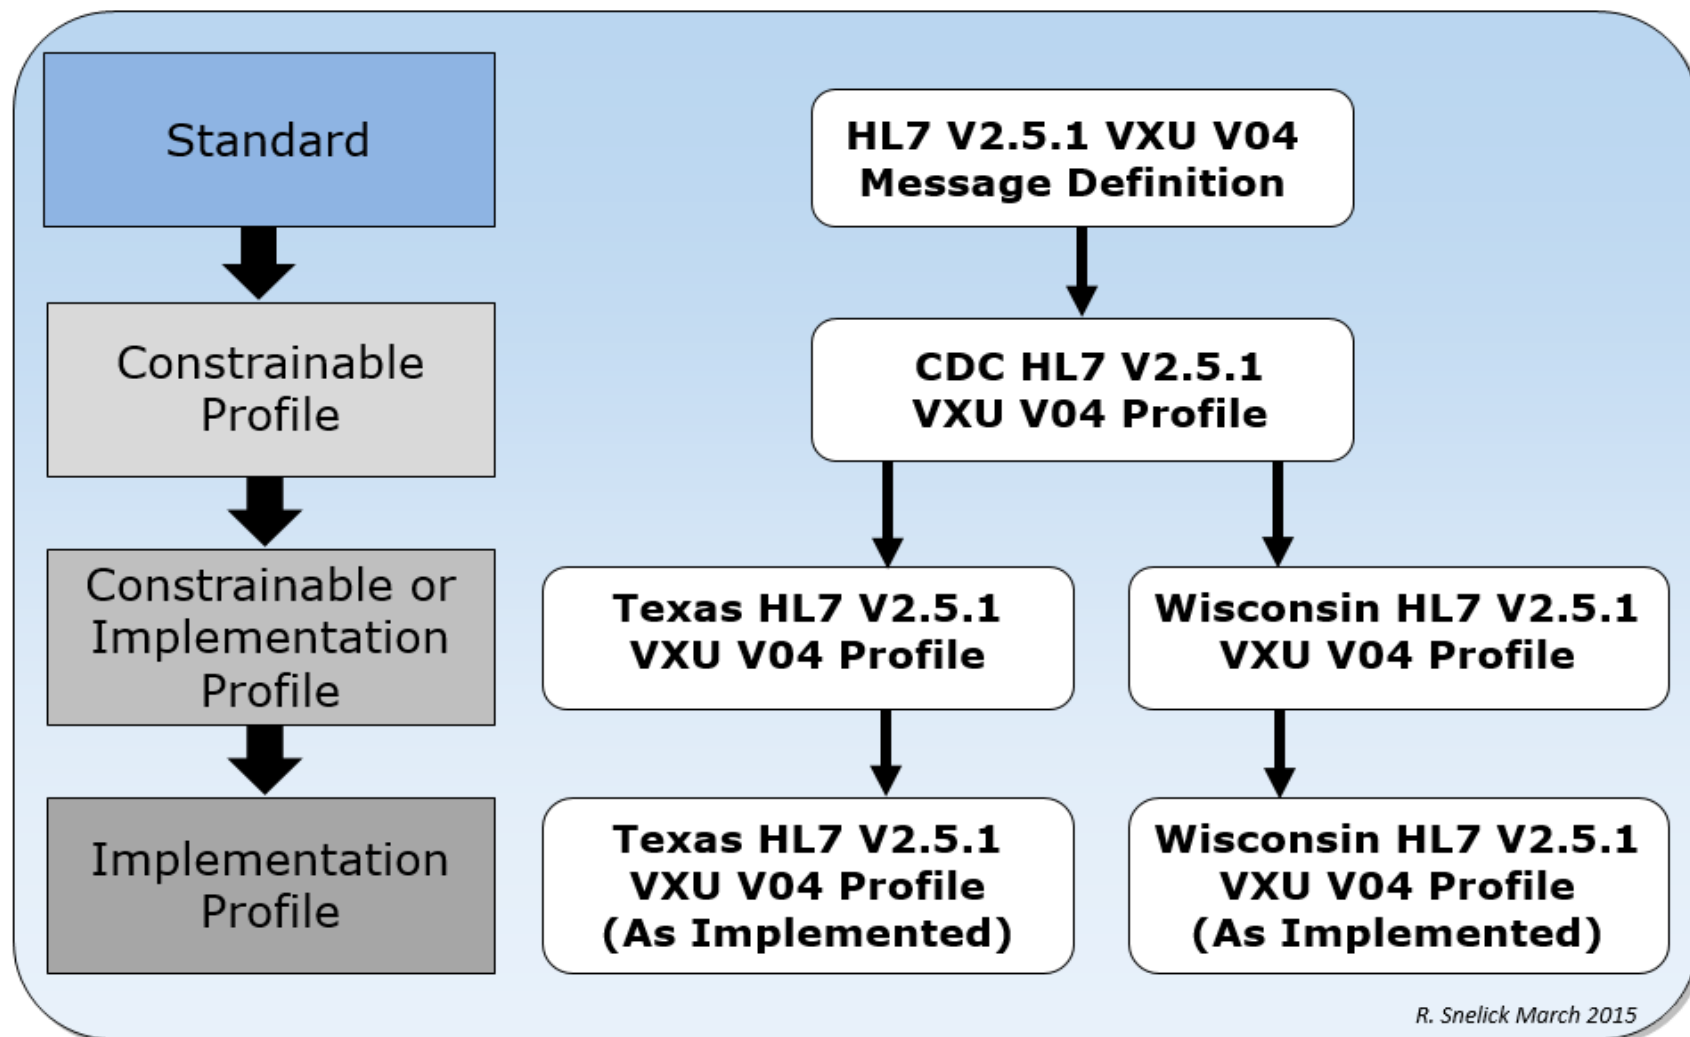 Standard
HL7 V2.5.1 VXU V04
Message Definition
Constrainable
Profile
CDC HL7 V2.5.1
VXU V04 Profile
Constrainable or
Implementation
Profile
Texas HL7 V2.5.1
VXU V04 Profile
Wisconsin HL7 V2.5.1
VXU V04 Profile
Implementation
Profile
Texas HL7 V2.5.1
VXU V04 Profile
(As Implemented)
Wisconsin HL7 V2.5.1
VXU V04 Profile
(As Implemented)
R. Snelick March 2015